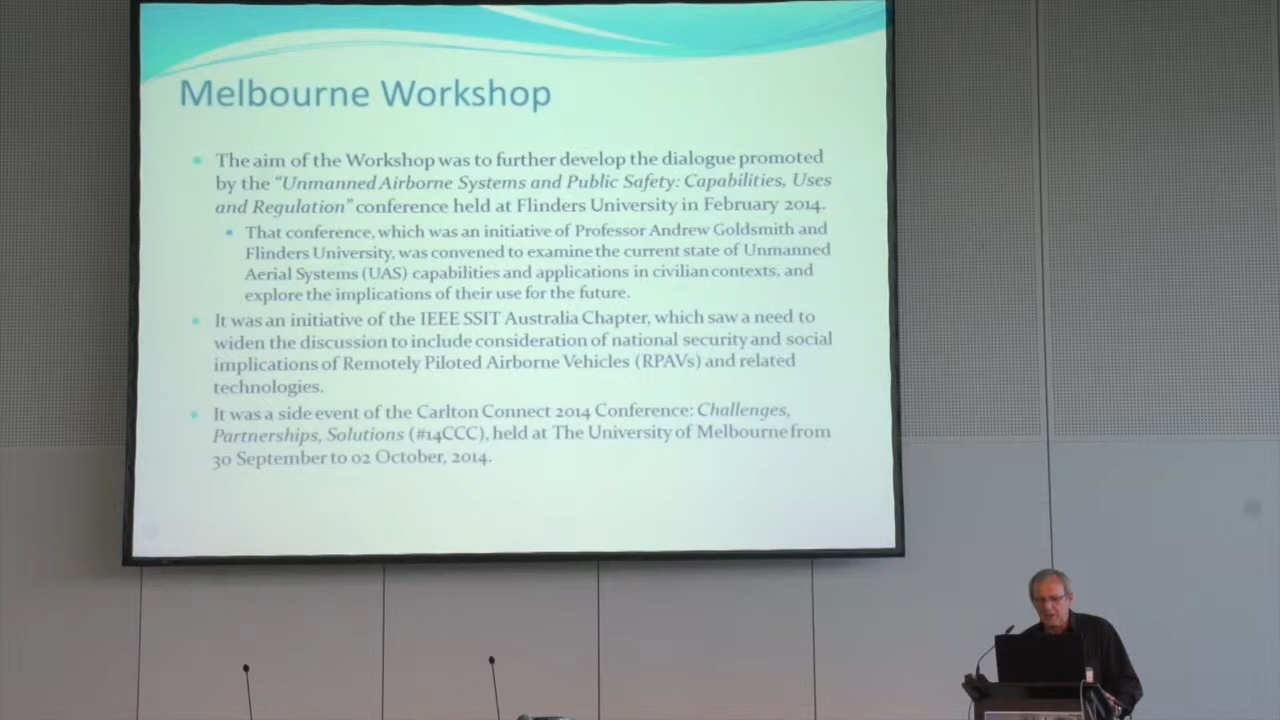 Melbourne Workshop
The aim of the Workshop was to further develop the dialogue promoted
by the “Unmanned Airborne Systems and Public Safety: Capabilities, Uses
and Regulation” conference held at Flinders University in February 2014.
That conference, which was an initiative of Professor Andrew Goldsmith and
Flinders University, was convened to examine the current state of Unmanned
Aerial Systems (UAS) capabilities and applications in civilian contexts, and
explore the implications of their use for the future.
It was an initiative of the IEEE SSIT Australia Chapter, which saw a need to
widen the discussion to include consideration of national security and social
implications of Remotely Piloted Airborne Vehicles (RPAVs) and related
technologies.
It was a side event of the Carlton Connect 2014 Conference: Challenges,
Partnerships, Solutions (#14CCC), held at The University of Melbourne from
30 September to 02 October, 2014.